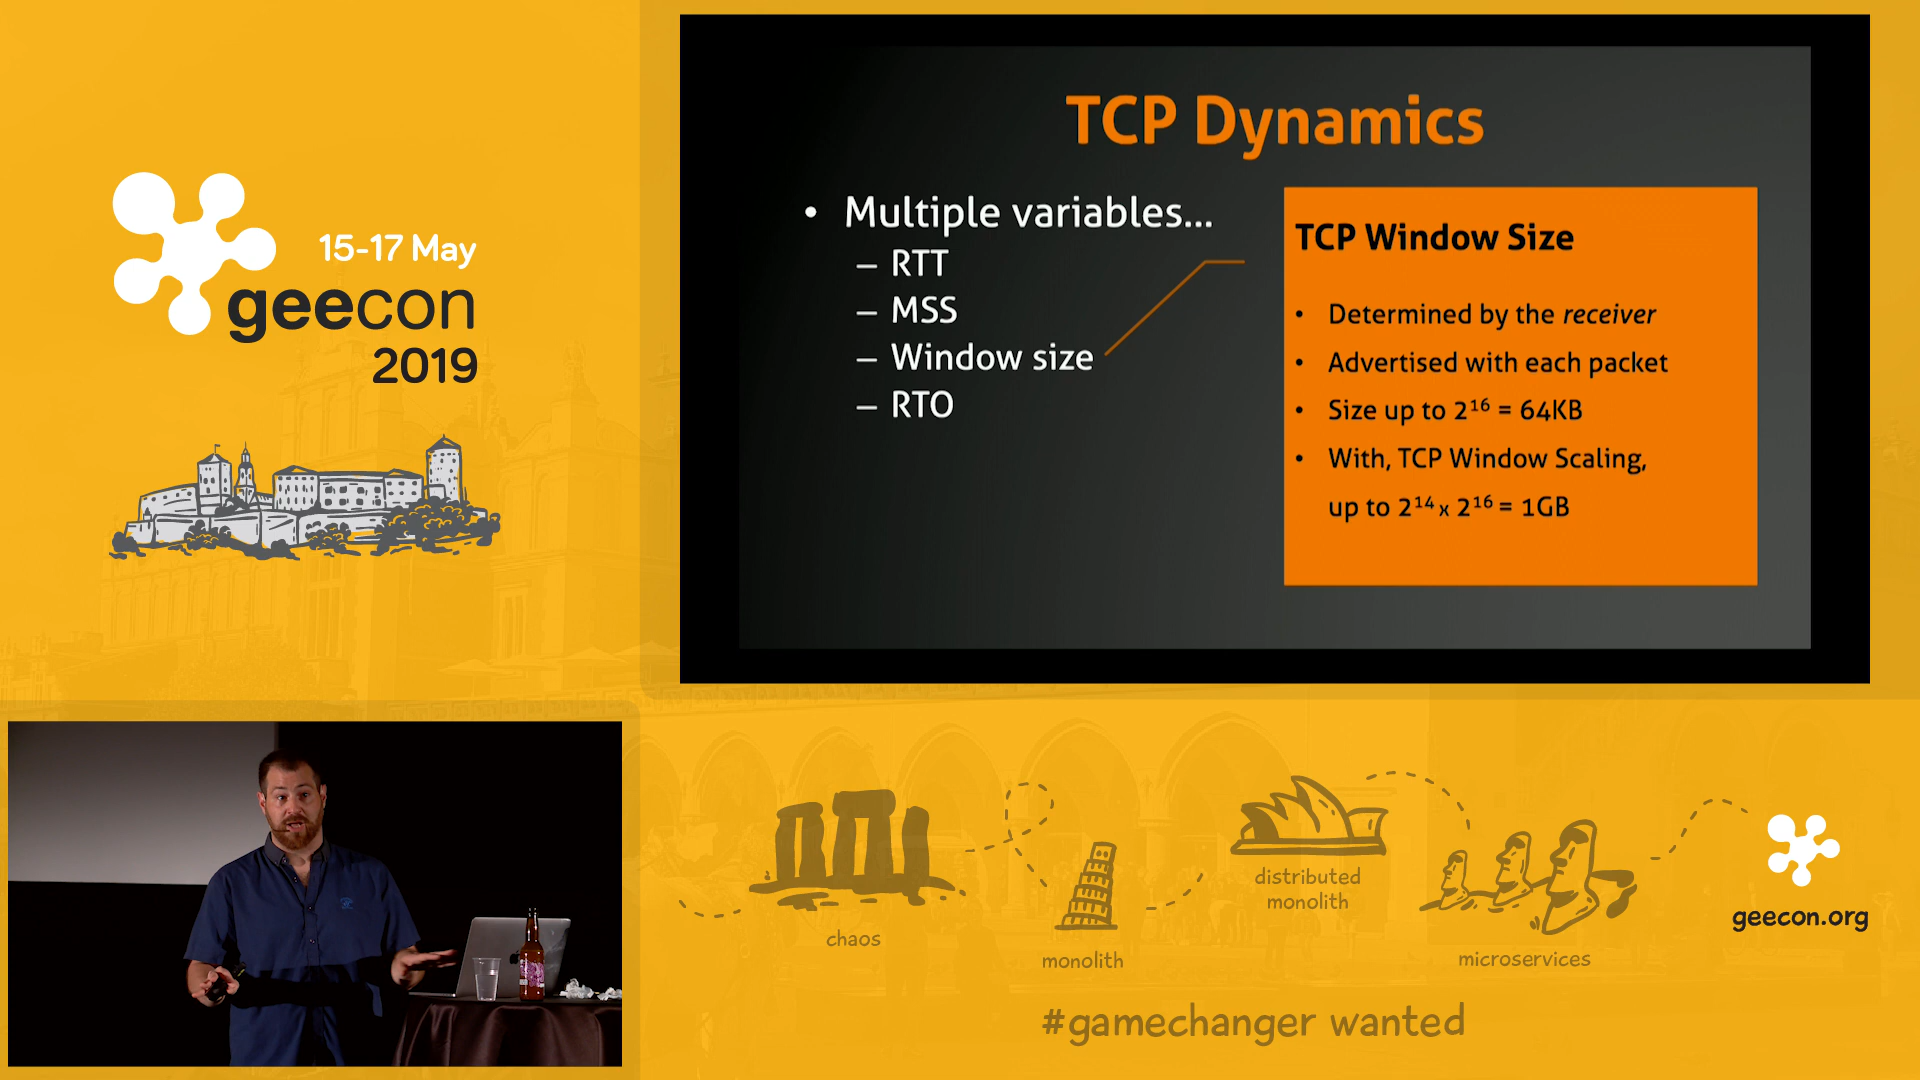 15-17 May
geecon
2019
TCP Dynamics
• Multiple variables...
– RTT
– MSS
– Window size
– RTO
TCP Window Size
• Determined by the receiver
• Advertised with each packet
• Size up to 2¹⁶ = 64KB
• With, TCP Window Scaling,
up to 2¹⁴ x 2¹⁶ = 1GB
chaos
monolith
distributed
monolith
microservices
geecon.org
#gamechanger wanted